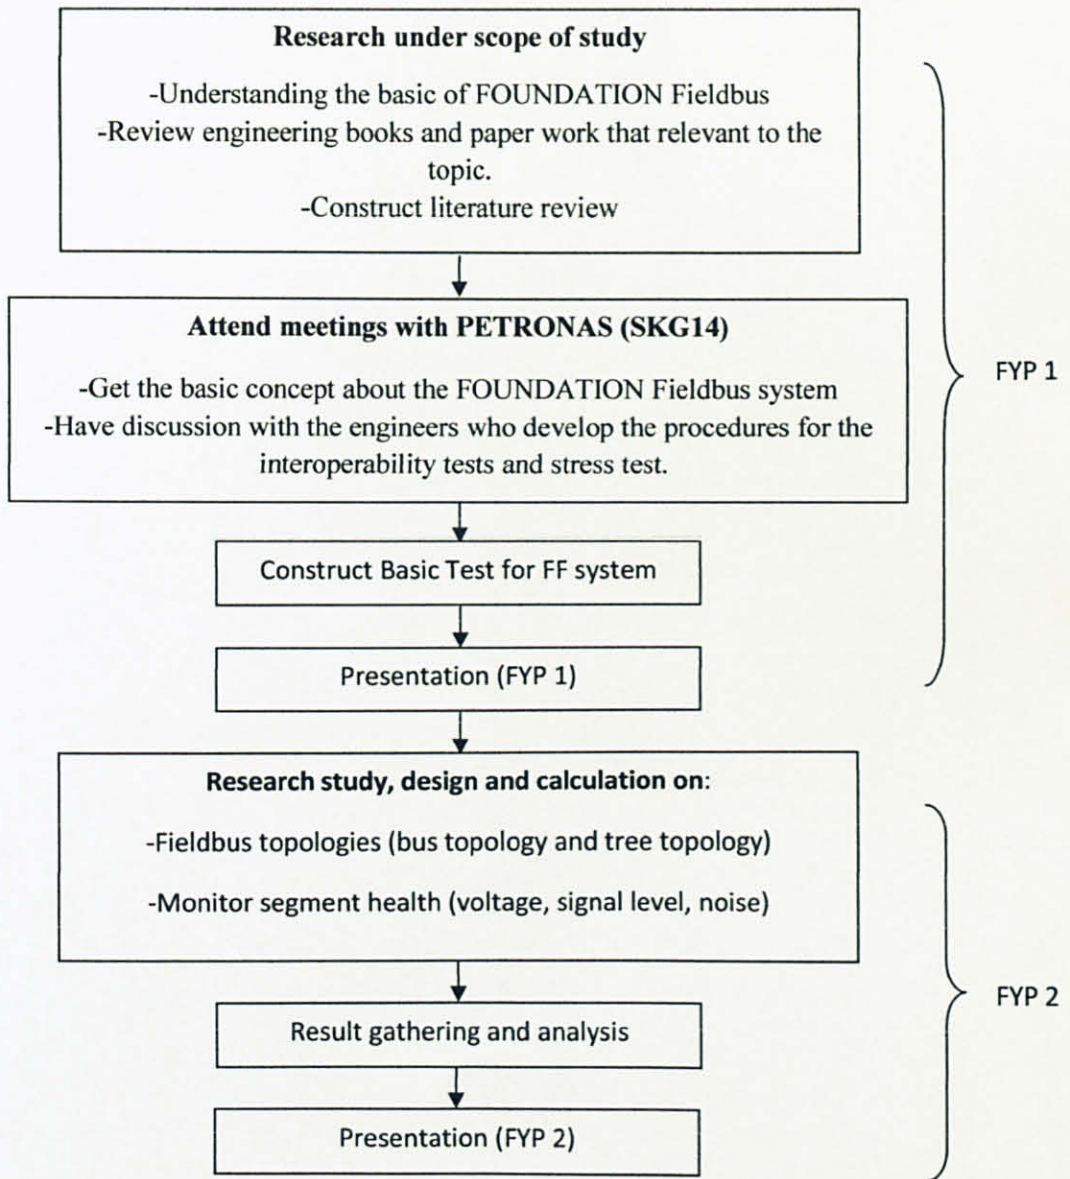 Research under scope of study
-Understanding the basic of FOUNDATION Fieldbus
-Review engineering books and paper work that relevant to the
topic.
-Construct literature review
Attend meetings with PETRONAS (SKG14)
-Get the basic concept about the FOUNDATION Fieldbus system
-Have discussion with the engineers who develop the procedures for the
interoperability tests and stress test.
FYP 1
Construct Basic Test for FF system
Presentation (FYP 1)
Research study, design and calculation on:
-Fieldbus topologies (bus topology and tree topology)
-Monitor segment health (voltage, signal level, noise)
FYP 2
Result gathering and analysis
Presentation (FYP 2)